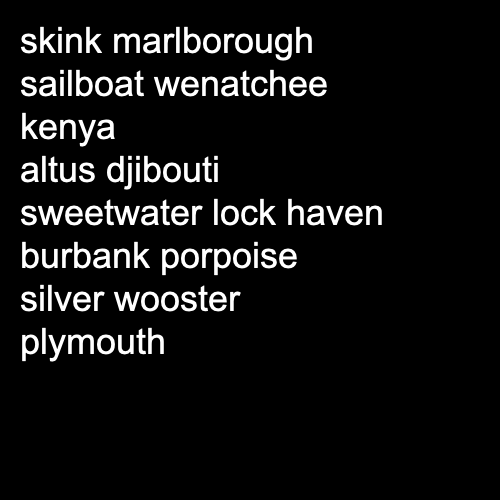 skink marlborough
sailboat wenatchee
kenya
altus djibouti
sweetwater lock haven
burbank porpoise
silver wooster
plymouth